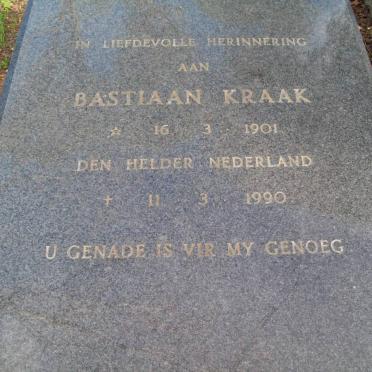 IN LIEFDEVOLLE HERINNERING
AAN
BASTIAAN KRAAK
☆ 16 3 1901
DEN HELDER NEDERLAND
† 11 3 1990
U GENADE IS VIR MY GENOEG